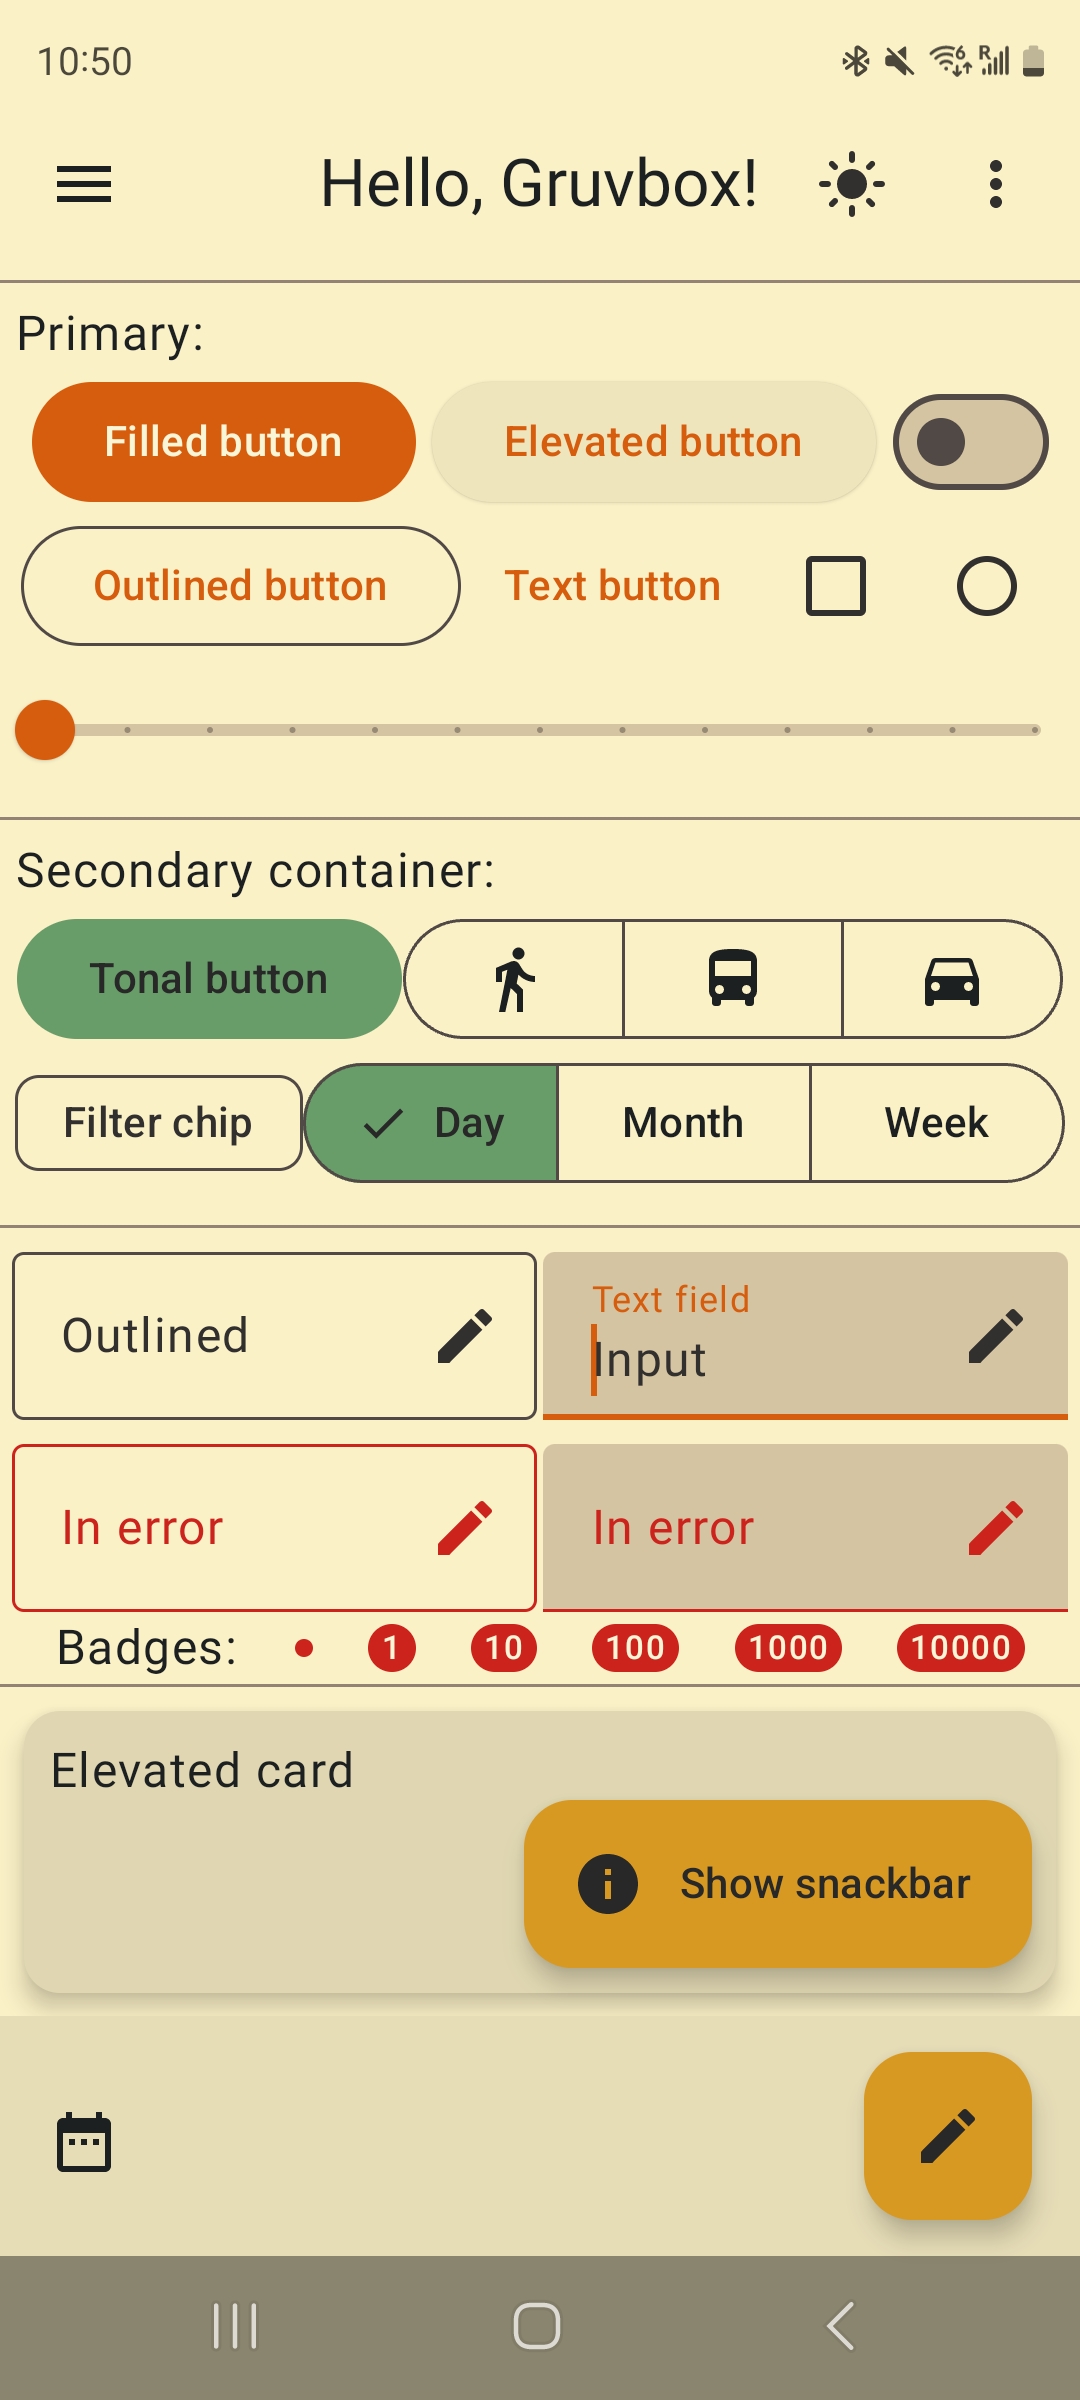 10:50
Hello, Gruvbox!
Primary:
Filled button
Elevated button
Outlined button
Text button
Secondary container:
Tonal button
Filter chip
Day
Month
Week
Outlined
Text field
Input
In error
In error
Badges:
1
10
100
1000
10000
Elevated card
Show snackbar